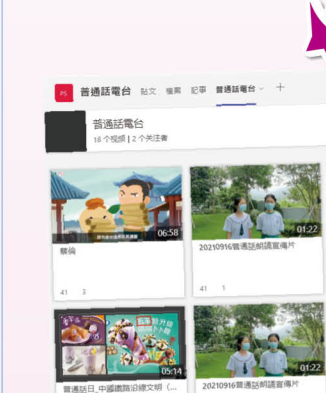 PS 普通話電台 貼文 檔案 記事 普通話電台 +
普通話電台
18 个视频 | 2 个关注者
06:58
01:22
蔡倫
20210916普通話朗讀宣傳片
41 3
41 1
05:14
01:22
普通話日_中國鐵路沿線文明 (...
20210916普通話朗讀宣傳片